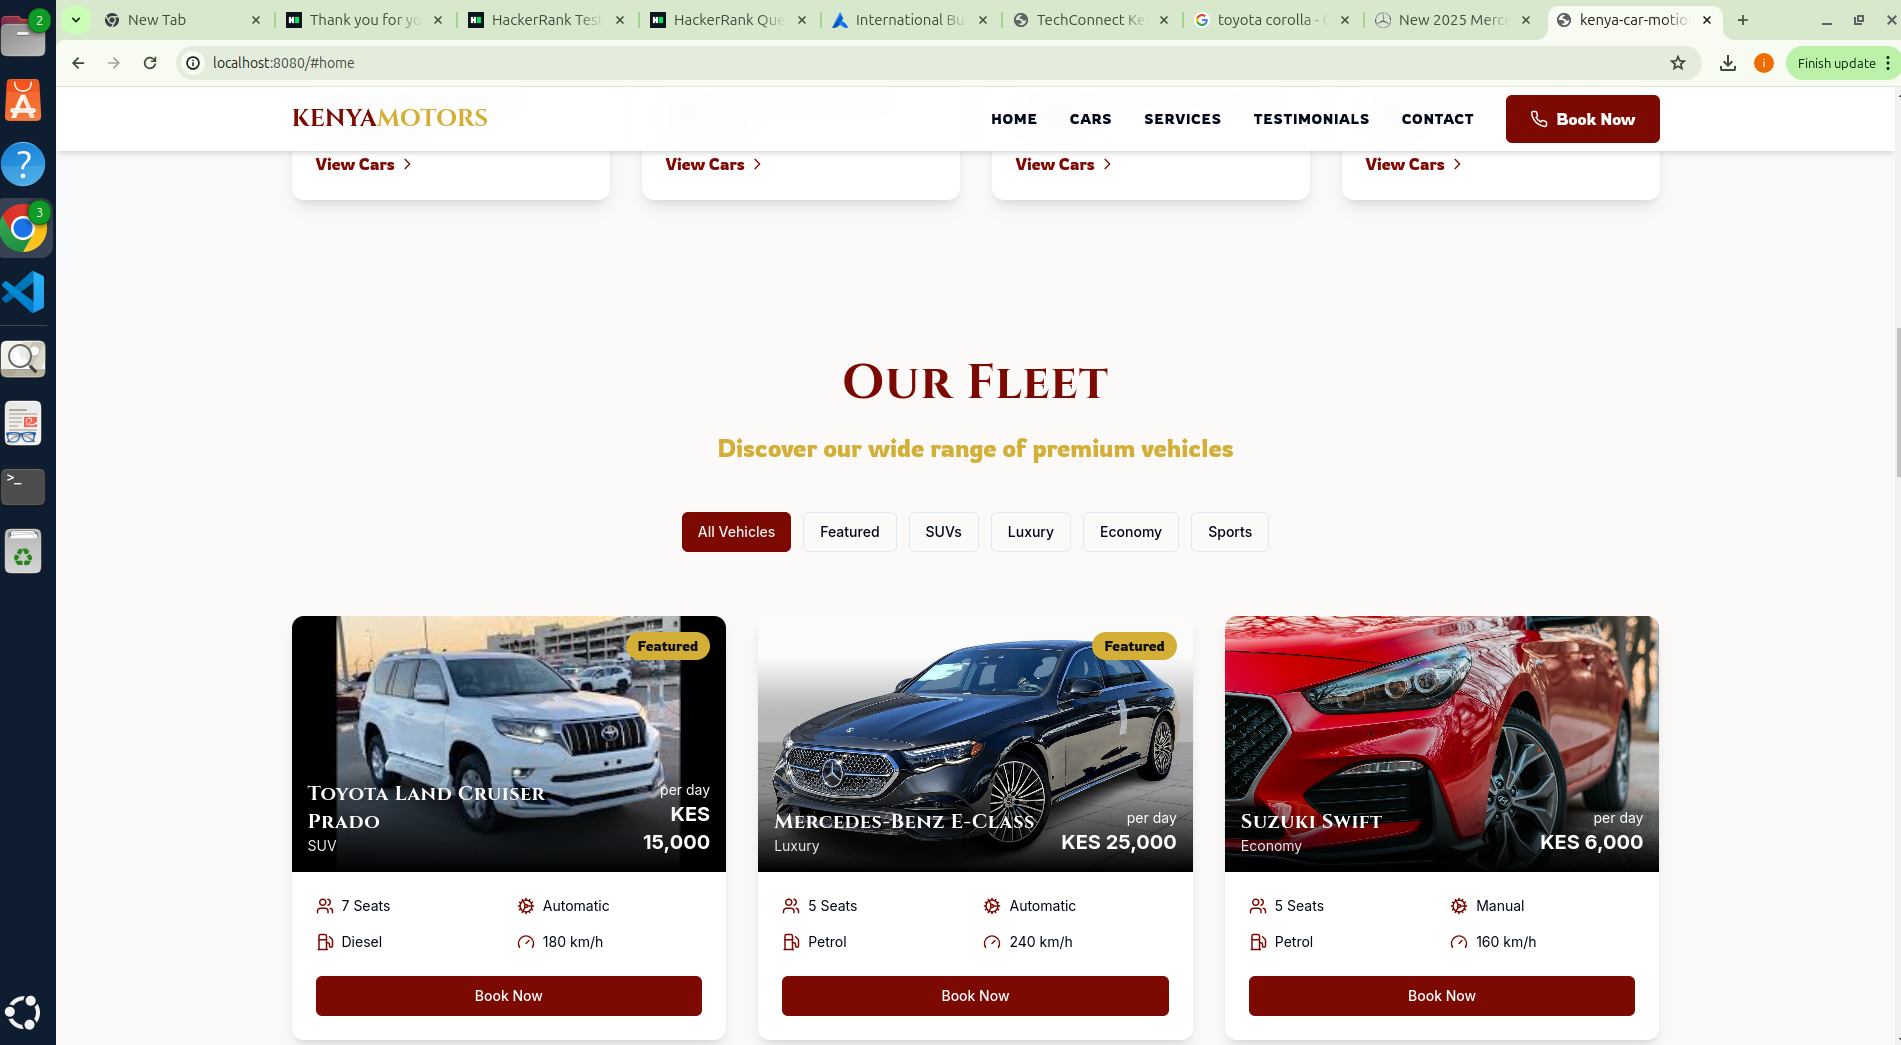 2
New Tab
Thank you for yo
HackerRank Test
HackerRank Que
International Bu
TechConnect Ke
toyota corolla -
New 2025 Merce
kenya-car-motio
localhost:8080/#home
i
Finish update
3
KENYAMOTORS
HOME
CARS
SERVICES
TESTIMONIALS
CONTACT
Book Now
View Cars
View Cars
View Cars
View Cars
Our Fleet
Discover our wide range of premium vehicles
All Vehicles
Featured
SUVs
Luxury
Economy
Sports
Featured
Toyota Land Cruiser
Prado
SUV
per day
KES
15,000
7 Seats
Automatic
Diesel
180 km/h
Book Now
Featured
Mercedes-Benz E-Class
Luxury
per day
KES 25,000
5 Seats
Automatic
Petrol
240 km/h
Book Now
Suzuki Swift
Economy
per day
KES 6,000
5 Seats
Manual
Petrol
160 km/h
Book Now